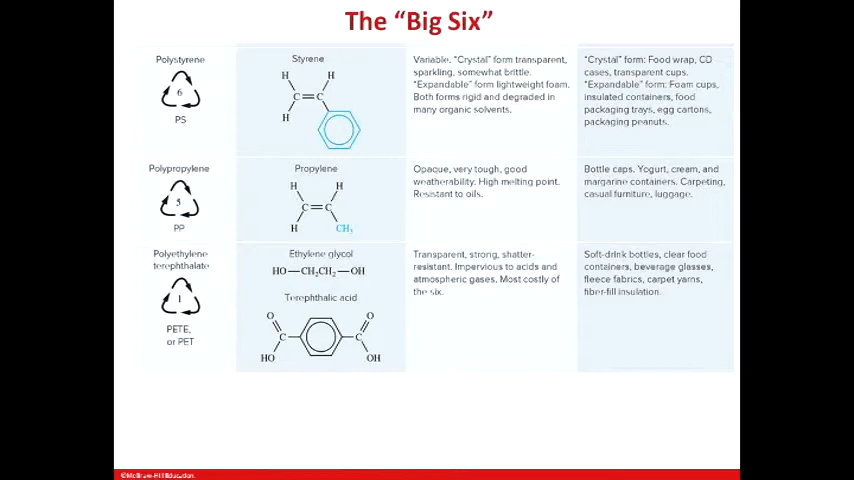 The “Big Six”
Polystyrene
6
PS
Styrene
H H
C=C
H
Variable. “Crystal” form transparent,
sparkling, somewhat brittle.
“Expandable” form lightweight foam.
Both forms rigid and degraded in
many organic solvents.
“Crystal” form: Food wrap, CD
cases, transparent cups.
“Expandable” form: Foam cups,
insulated containers, food
packaging trays, egg cartons,
packaging peanuts.
Polypropylene
5
PP
Propylene
H H
C=C
H CH₃
Opaque, very tough, good
weatherability. High melting point.
Resistant to oils.
Bottle caps. Yogurt, cream, and
margarine containers. Carpeting,
casual furniture, luggage.
Polyethylene
terephthalate
1
PETE,
or PET
Ethylene glycol
HO—CH₂CH₂—OH
Terephthalic acid
O O
C C
HO OH
Transparent, strong, shatter-
resistant. Impervious to acids and
atmospheric gases. Most costly of
the six.
Soft-drink bottles, clear food
containers, beverage glasses,
fleece fabrics, carpet yarns,
fiber-fill insulation.
©McGraw-Hill Education